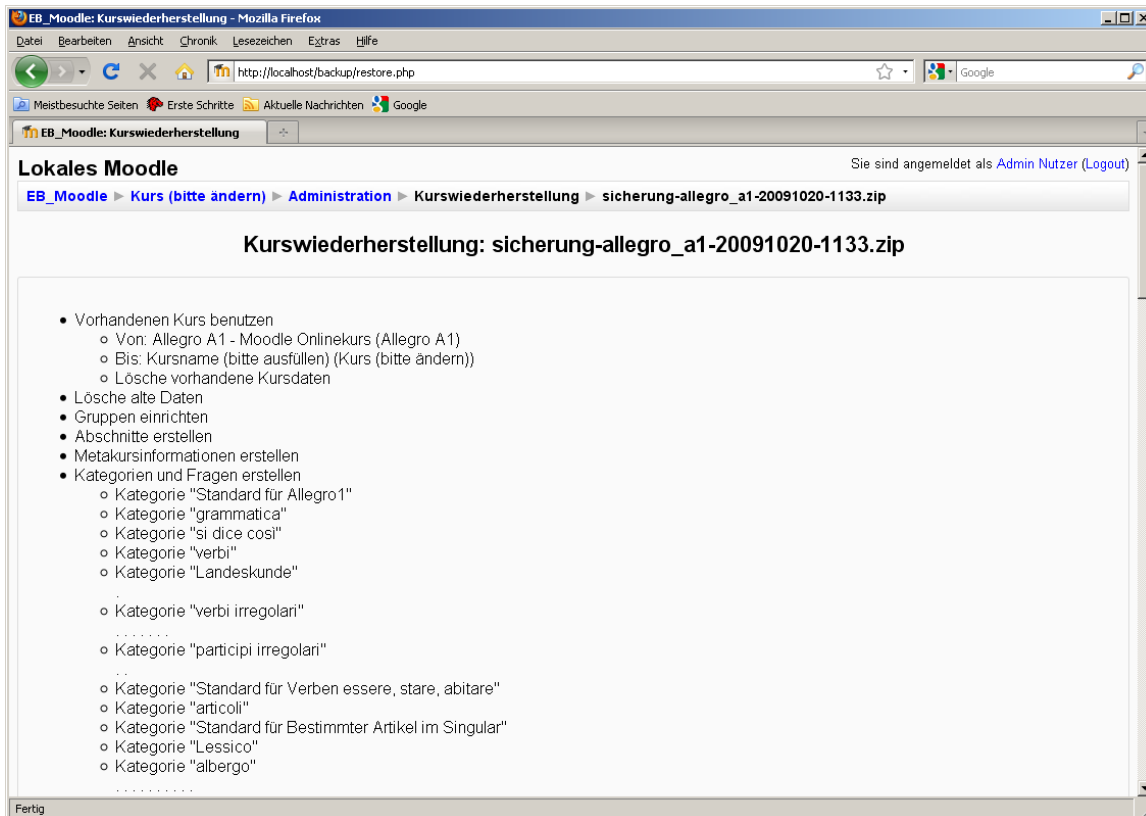 EB_Moodle: Kurswiederherstellung - Mozilla Firefox
Datei Bearbeiten Ansicht Chronik Lesezeichen Extras Hilfe
http://localhost/backup/restore.php
Google
Meistbesuchte Seiten Erste Schritte Aktuelle Nachrichten Google
EB_Moodle: Kurswiederherstellung
Lokales Moodle
Sie sind angemeldet als Admin Nutzer (Logout)
EB_Moodle ► Kurs (bitte ändern) ► Administration ► Kurswiederherstellung ► sicherung-allegro_a1-20091020-1133.zip
Kurswiederherstellung: sicherung-allegro_a1-20091020-1133.zip
Vorhandenen Kurs benutzen
Von: Allegro A1 - Moodle Onlinekurs (Allegro A1)
Bis: Kursname (bitte ausfüllen) (Kurs (bitte ändern))
Lösche vorhandene Kursdaten
Lösche alte Daten
Gruppen einrichten
Abschnitte erstellen
Metakursinformationen erstellen
Kategorien und Fragen erstellen
Kategorie "Standard für Allegro1"
Kategorie "grammatica"
Kategorie "si dice così"
Kategorie "verbi"
Kategorie "Landeskunde"
.
Kategorie "verbi irregolari"
. . . . . . .
Kategorie "participi irregolari"
. .
Kategorie "Standard für Verben essere, stare, abitare"
Kategorie "articoli"
Kategorie "Standard für Bestimmter Artikel im Singular"
Kategorie "Lessico"
Kategorie "albergo"
. . . . . . . . . .
Fertig